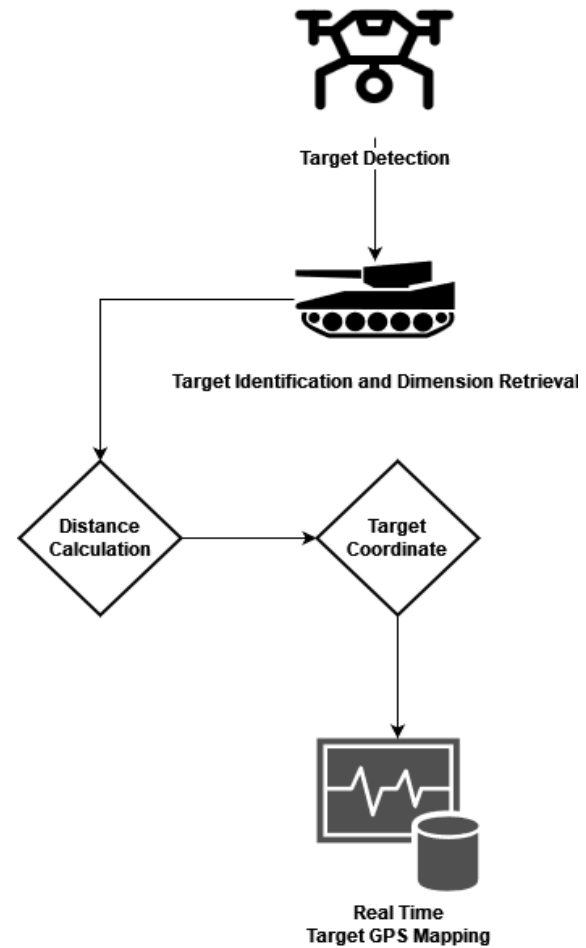 Target Detection
Target Identification and Dimension Retrieval
Distance
Calculation
Target
Coordinate
Real Time
Target GPS Mapping